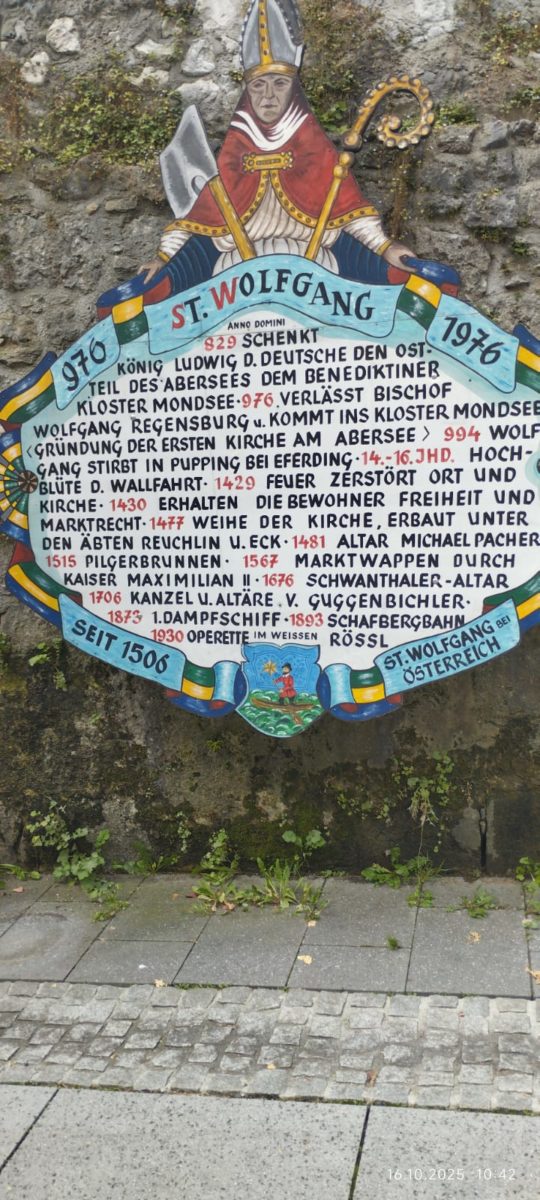 ST. WOLFGANG
976
1976
ANNO DOMINI
829 SCHENKT
KÖNIG LUDWIG D. DEUTSCHE DEN OST-
TEIL DES ABERSEES DEM BENEDIKTINER
KLOSTER MONDSEE · 976 VERLÄSST BISCHOF
WOLFGANG REGENSBURG u. KOMMT INS KLOSTER MONDSEE
<GRÜNDUNG DER ERSTEN KIRCHE AM ABERSEE> 994 WOLF
GANG STIRBT IN PUPPING BEI EFERDING · 14.-16. JHD. HOCH-
BLÜTE D. WALLFAHRT · 1429 FEUER ZERSTÖRT ORT UND
KIRCHE · 1430 ERHALTEN DIE BEWOHNER FREIHEIT UND
MARKTRECHT · 1477 WEIHE DER KIRCHE, ERBAUT UNTER
DEN ÄBTEN REUCHLIN U. ECK · 1481 ALTAR MICHAEL PACHER
1515 PILGERBRUNNEN · 1567 MARKTWAPPEN DURCH
KAISER MAXIMILIAN II · 1676 SCHWANTHALER-ALTAR
1706 KANZEL U. ALTÄRE V. GUGGENBICHLER ·
1873 1. DAMPFSCHIFF · 1893 SCHAFBERGBAHN
1930 OPERETTE IM WEISSEN RÖSSL
SEIT 1506
ST. WOLFGANG BEI
ÖSTERREICH
16.10.2025 10:42